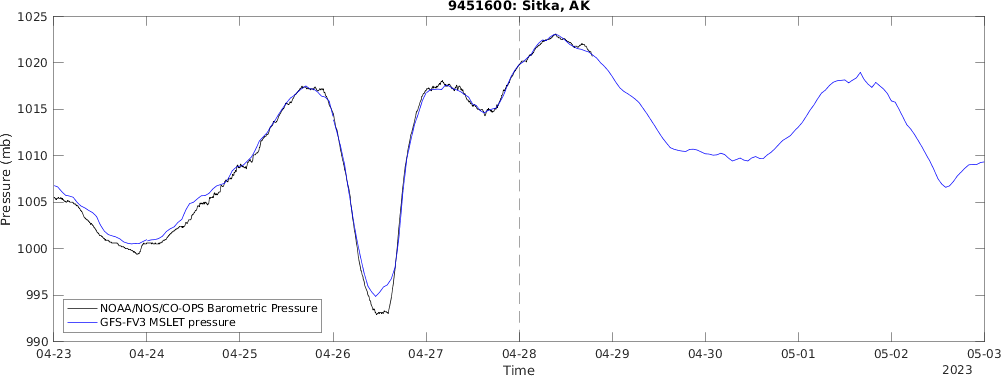 9451600: Sitka, AK
1025
1020
1015
1010
1005
1000
995
990
Pressure (mb)
NOAA/NOS/CO-OPS Barometric Pressure
GFS-FV3 MSLET pressure
04-23 04-24 04-25 04-26 04-27 04-28 04-29 04-30 05-01 05-02 05-03
Time
2023